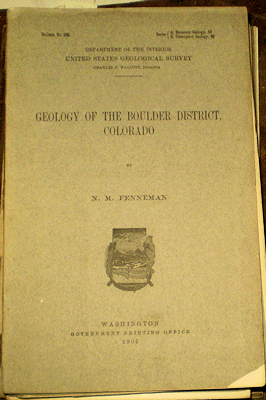 DEPARTMENT OF THE INTERIOR
UNITED STATES GEOLOGICAL SURVEY
CHARLES D. WALCOTT, DIRECTOR
GEOLOGY OF THE BOULDER DISTRICT,
COLORADO
BY
N. M. FENNEMAN
WASHINGTON
GOVERNMENT PRINTING OFFICE
1905